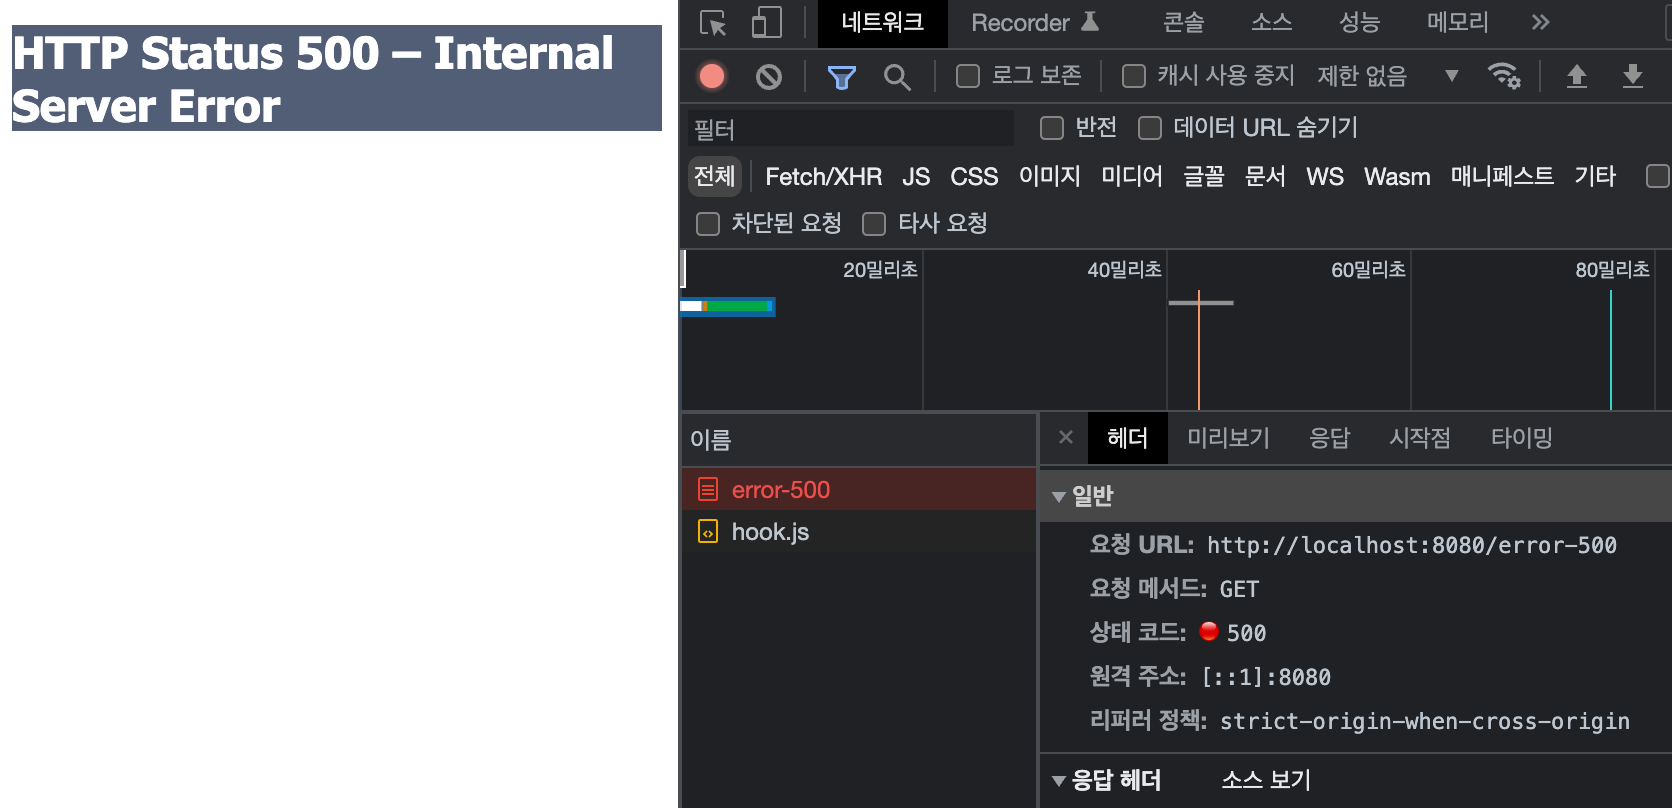 HTTP Status 500 – Internal
Server Error
네트워크 Recorder 콘솔 소스 성능 메모리 »
로그 보존 캐시 사용 중지 제한 없음 ▼
필터 반전 데이터 URL 숨기기
전체 Fetch/XHR JS CSS 이미지 미디어 글꼴 문서 WS Wasm 매니페스트 기타
차단된 요청 타사 요청
20밀리초 40밀리초 60밀리초 80밀리초
이름
error-500
hook.js
× 헤더 미리보기 응답 시작점 타이밍
▼ 일반
요청 URL: http://localhost:8080/error-500
요청 메서드: GET
상태 코드: 500
원격 주소: [::1]:8080
리퍼러 정책: strict-origin-when-cross-origin
▼ 응답 헤더 소스 보기